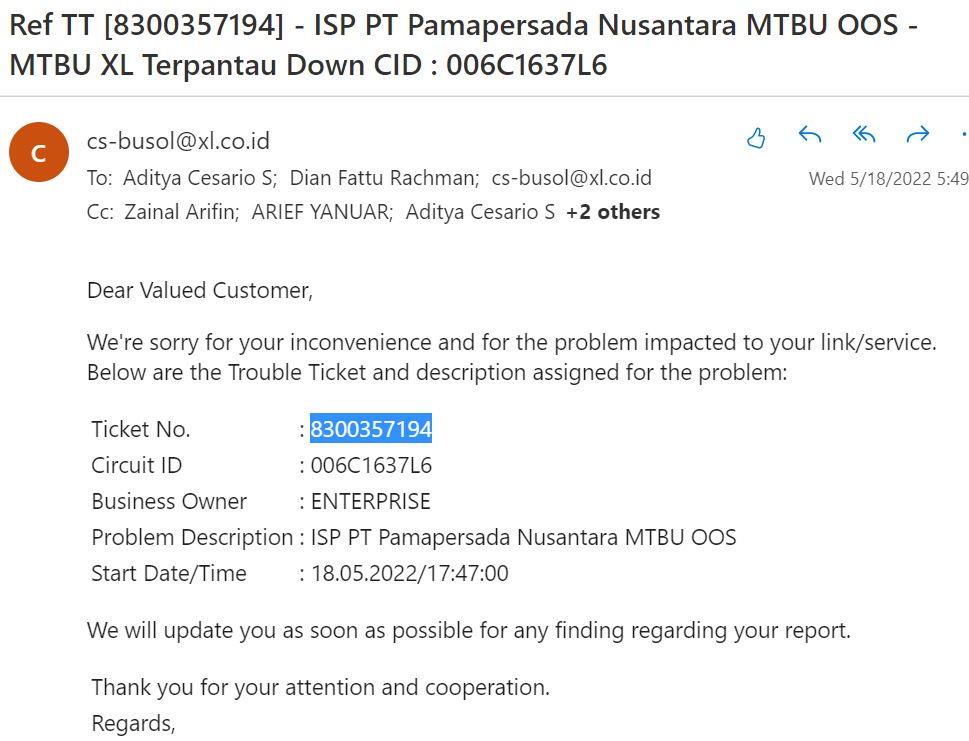 Ref TT [8300357194] - ISP PT Pamapersada Nusantara MTBU OOS -
MTBU XL Terpantau Down CID : 006C1637L6
C
cs-busol@xl.co.id
To: Aditya Cesario S; Dian Fattu Rachman; cs-busol@xl.co.id
Wed 5/18/2022 5:49
Cc: Zainal Arifin; ARIEF YANUAR; Aditya Cesario S +2 others
Dear Valued Customer,
We're sorry for your inconvenience and for the problem impacted to your link/service.
Below are the Trouble Ticket and description assigned for the problem:
Ticket No. : 8300357194
Circuit ID : 006C1637L6
Business Owner : ENTERPRISE
Problem Description : ISP PT Pamapersada Nusantara MTBU OOS
Start Date/Time : 18.05.2022/17:47:00
We will update you as soon as possible for any finding regarding your report.
Thank you for your attention and cooperation.
Regards,